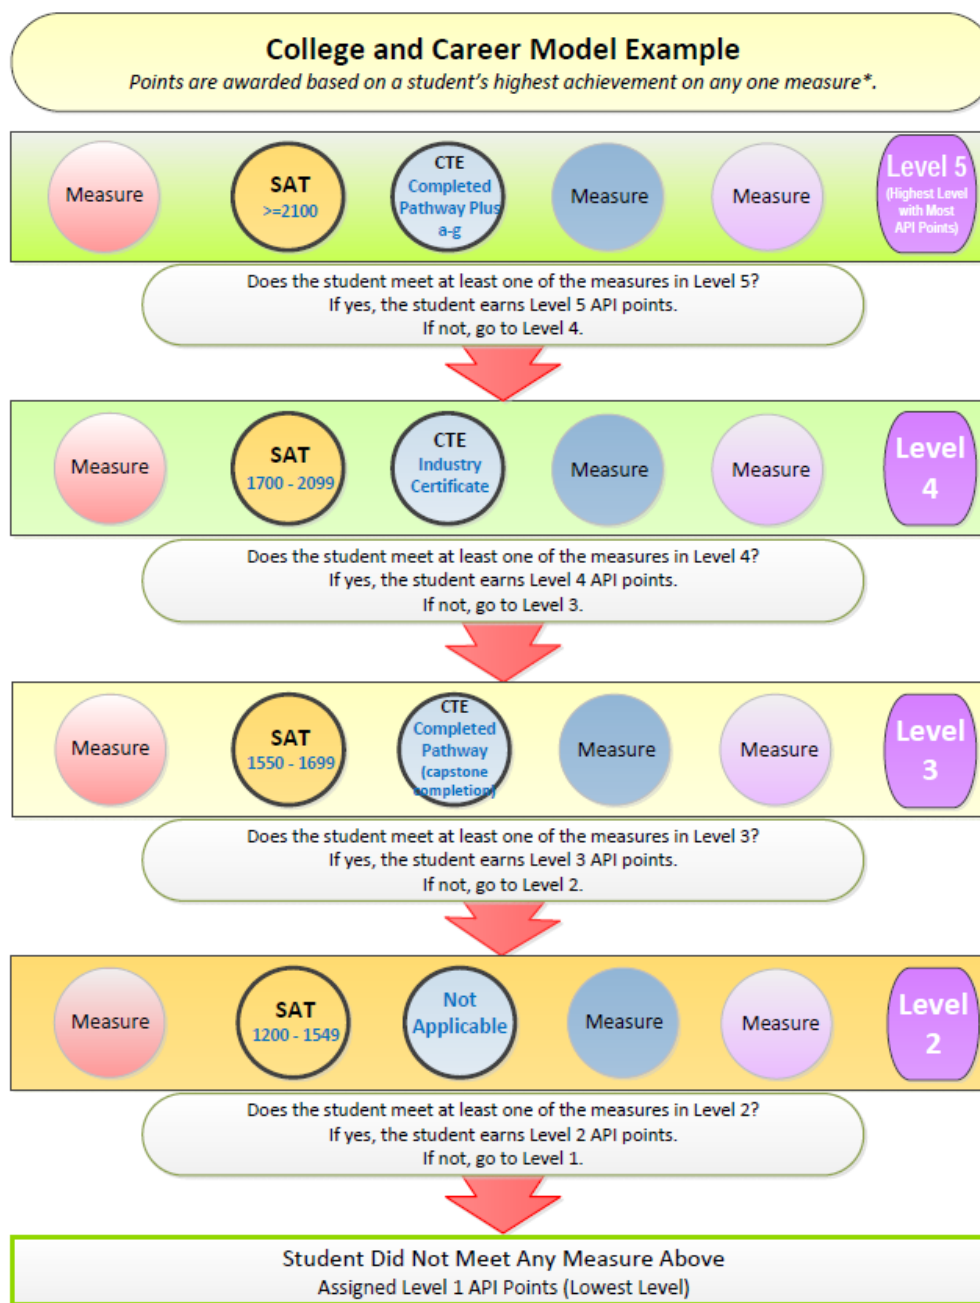 College and Career Model Example
Points are awarded based on a student's highest achievement on any one measure*.
Measure
SAT
>=2100
CTE
Completed
Pathway Plus
a-g
Measure
Measure
Level 5
(Highest Level
with Most
API Points)
Does the student meet at least one of the measures in Level 5?
If yes, the student earns Level 5 API points.
If not, go to Level 4.
Measure
SAT
1700 - 2099
CTE
Industry
Certificate
Measure
Measure
Level
4
Does the student meet at least one of the measures in Level 4?
If yes, the student earns Level 4 API points.
If not, go to Level 3.
Measure
SAT
1550 - 1699
CTE
Completed
Pathway
(capstone
completion)
Measure
Measure
Level
3
Does the student meet at least one of the measures in Level 3?
If yes, the student earns Level 3 API points.
If not, go to Level 2.
Measure
SAT
1200 - 1549
Not
Applicable
Measure
Measure
Level
2
Does the student meet at least one of the measures in Level 2?
If yes, the student earns Level 2 API points.
If not, go to Level 1.
Student Did Not Meet Any Measure Above
Assigned Level 1 API Points (Lowest Level)